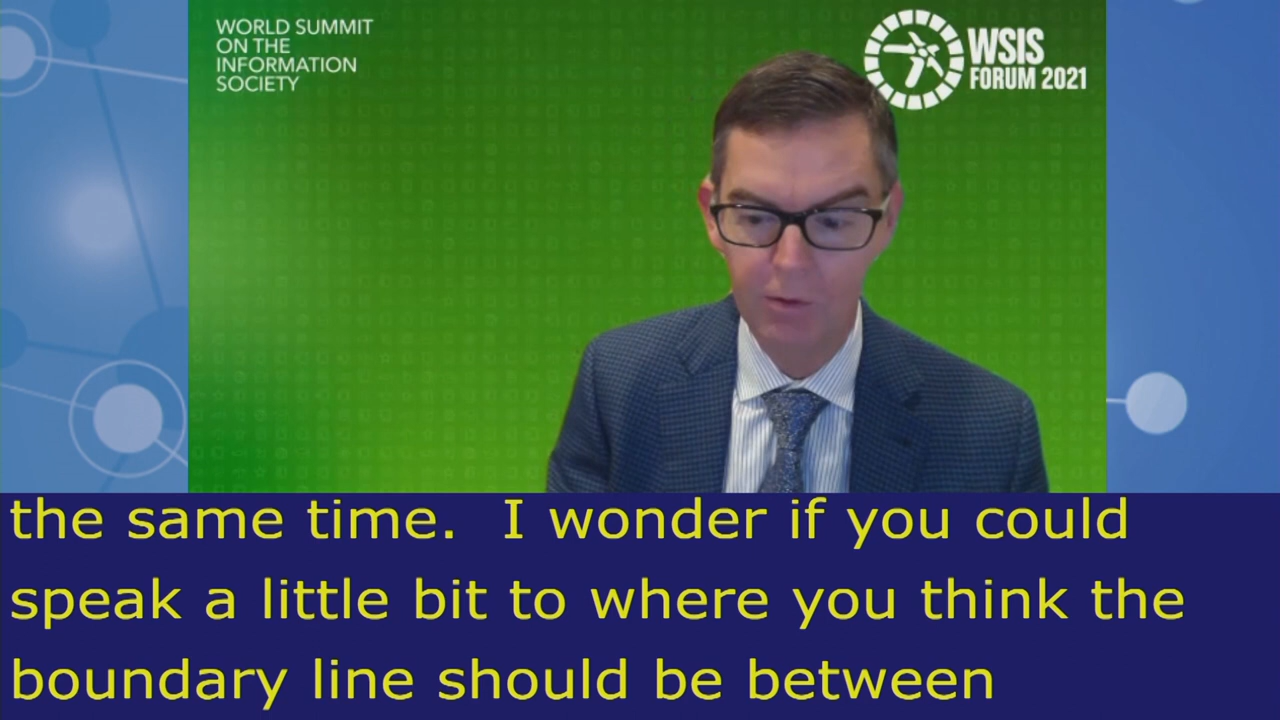 WORLD SUMMIT
ON THE
INFORMATION
SOCIETY
WSIS
FORUM 2021
the same time.  I wonder if you could
speak a little bit to where you think the
boundary line should be between